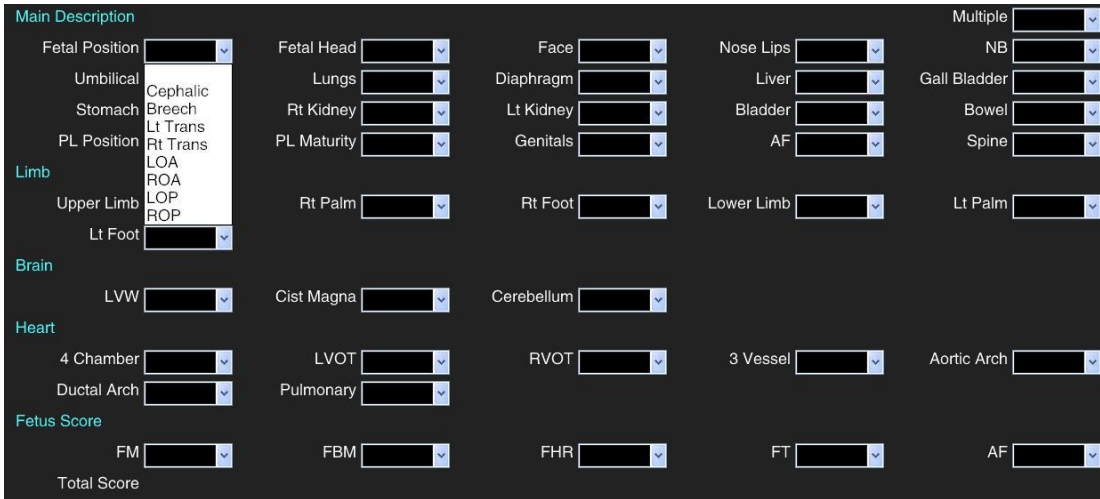 Main Description Multiple
Fetal Position Fetal Head Face Nose Lips NB
Umbilical Lungs Diaphragm Liver Gall Bladder
Cephalic
Stomach Breech Rt Kidney Lt Kidney Bladder Bowel
Lt Trans
PL Position Rt Trans PL Maturity Genitals AF Spine
LOA
Limb
ROA
Upper Limb LOP Rt Palm Rt Foot Lower Limb Lt Palm
ROP
Lt Foot
Brain
LVW Cist Magna Cerebellum
Heart
4 Chamber LVOT RVOT 3 Vessel Aortic Arch
Ductal Arch Pulmonary
Fetus Score
FM FBM FHR FT AF
Total Score